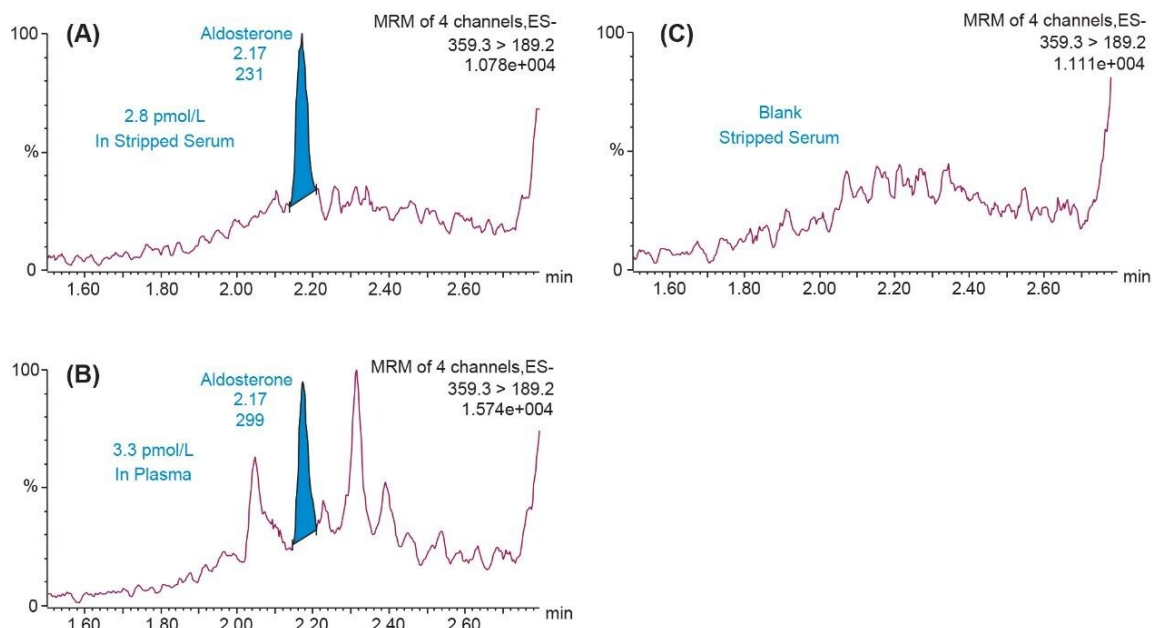 (A)
MRM of 4 channels,ES-
359.3 > 189.2
1.078e+004
Aldosterone
2.17
231
2.8 pmol/L
In Stripped Serum
100
%
0
1.60 1.80 2.00 2.20 2.40 2.60 min
(C)
MRM of 4 channels,ES-
359.3 > 189.2
1.111e+004
Blank
Stripped Serum
100
%
0
1.60 1.80 2.00 2.20 2.40 2.60 min
(B)
MRM of 4 channels,ES-
359.3 > 189.2
1.574e+004
Aldosterone
2.17
299
3.3 pmol/L
In Plasma
100
%
0
1.60 1.80 2.00 2.20 2.40 2.60 min